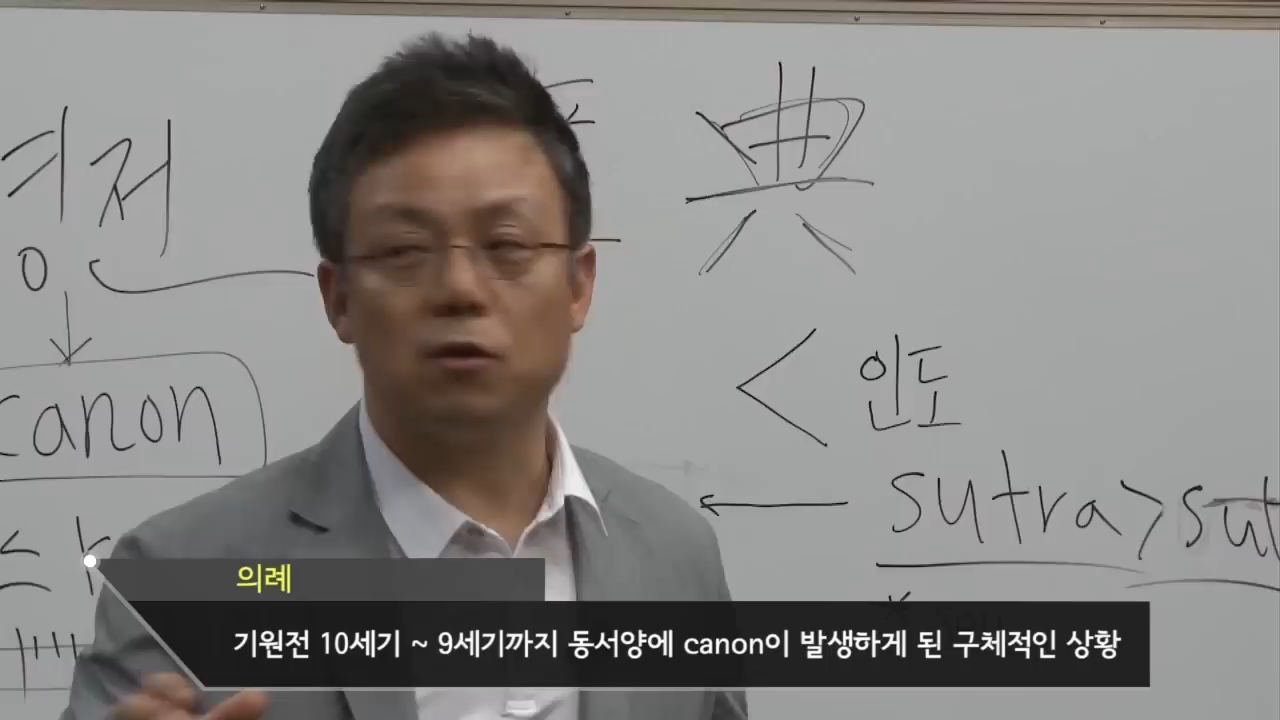 경전
典
canon
< 인도
← sutra > sut
의례
기원전 10세기 ~ 9세기까지 동서양에 canon이 발생하게 된 구체적인 상황